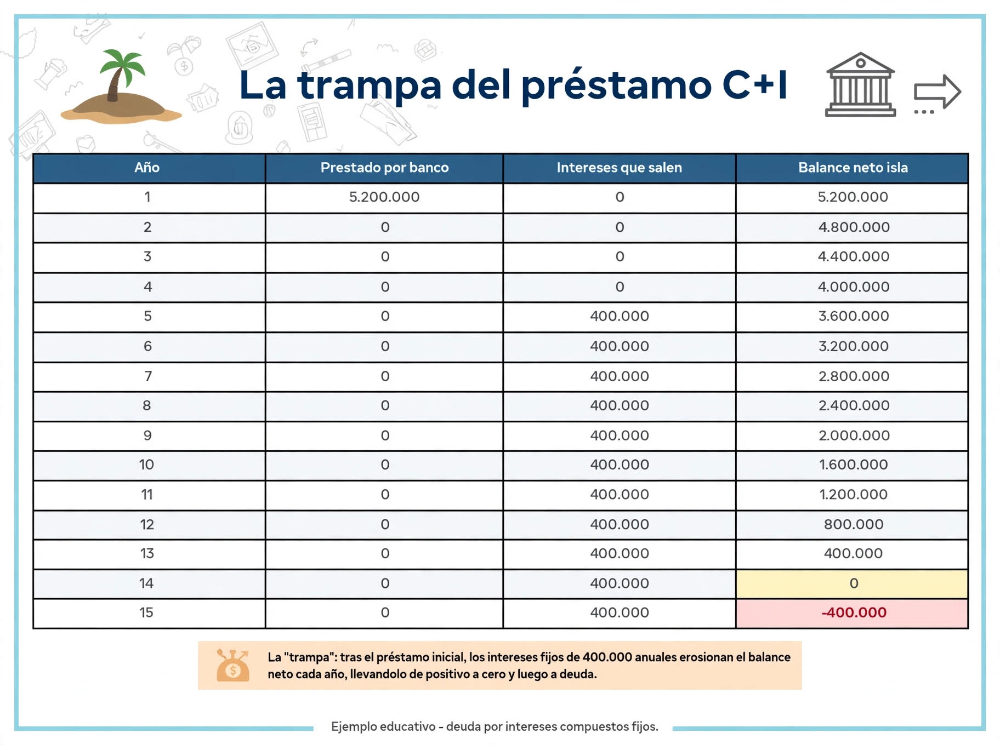 La trampa del préstamo C+I
Año Prestado por banco Intereses que salen Balance neto isla
1 5.200.000 0 5.200.000
2 0 0 4.800.000
3 0 0 4.400.000
4 0 0 4.000.000
5 0 400.000 3.600.000
6 0 400.000 3.200.000
7 0 400.000 2.800.000
8 0 400.000 2.400.000
9 0 400.000 2.000.000
10 0 400.000 1.600.000
11 0 400.000 1.200.000
12 0 400.000 800.000
13 0 400.000 400.000
14 0 400.000 0
15 0 400.000 -400.000
La "trampa": tras el préstamo inicial, los intereses fijos de 400.000 anuales erosionan el balance
neto cada año, llevandolo de positivo a cero y luego a deuda.
Ejemplo educativo - deuda por intereses compuestos fijos.